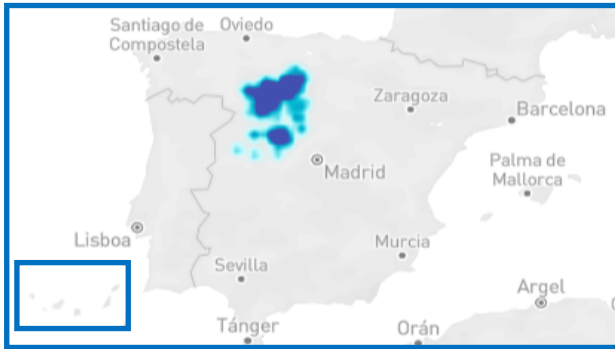 Santiago de
Compostela
Oviedo
Zaragoza
Barcelona
Madrid
Palma de
Mallorca
Lisboa
Murcia
Sevilla
Argel
Tánger
Orán